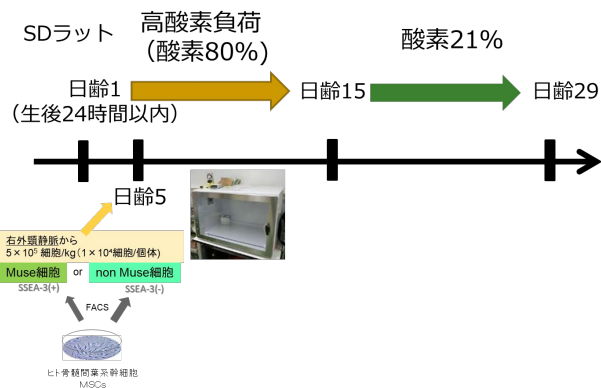 SDラット
高酸素負荷
（酸素80%)
酸素21%
日齢1
（生後24時間以内）
日齢15
日齢29
日齢5
右外頸静脈から
5×10⁵ 細胞/kg（1×10⁴細胞/個体)
Muse細胞 or non Muse細胞
SSEA-3(+) SSEA-3(-)
FACS
ヒト骨髄間葉系幹細胞
MSCs